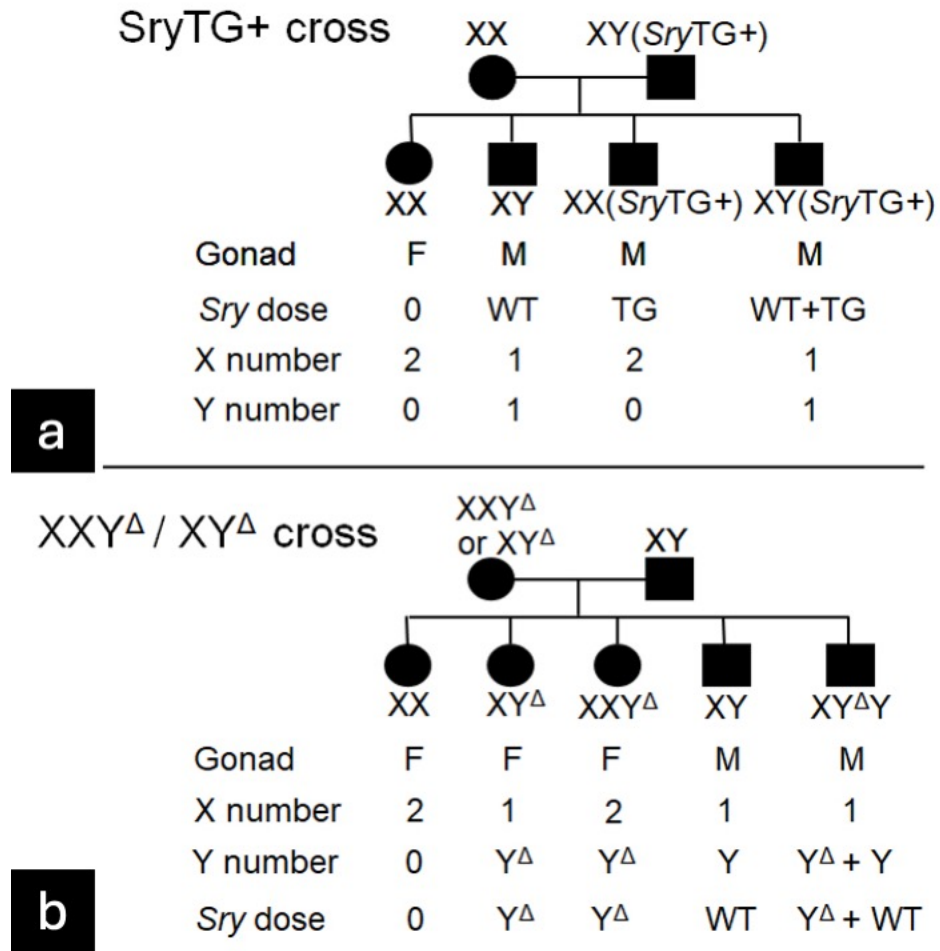 SryTG+ cross
XX XY(SryTG+)
XX XY XX(SryTG+) XY(SryTG+)
Gonad F M M M
Sry dose 0 WT TG WT+TG
X number 2 1 2 1
Y number 0 1 0 1
a
XXYΔ / XYΔ cross
XXYΔ
or XYΔ XY
XX XYΔ XXYΔ XY XYΔY
Gonad F F F M M
X number 2 1 2 1 1
Y number 0 YΔ YΔ Y YΔ + Y
Sry dose 0 YΔ YΔ WT YΔ + WT
b